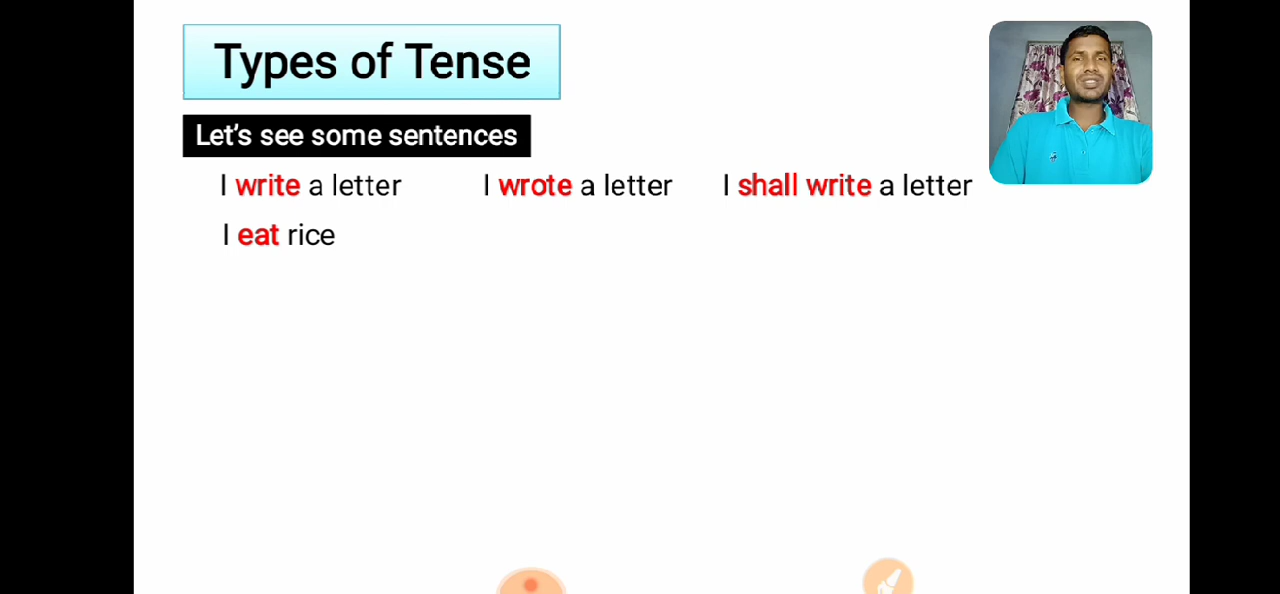 Types of Tense
Let's see some sentences
I write a letter I wrote a letter I shall write a letter
I eat rice